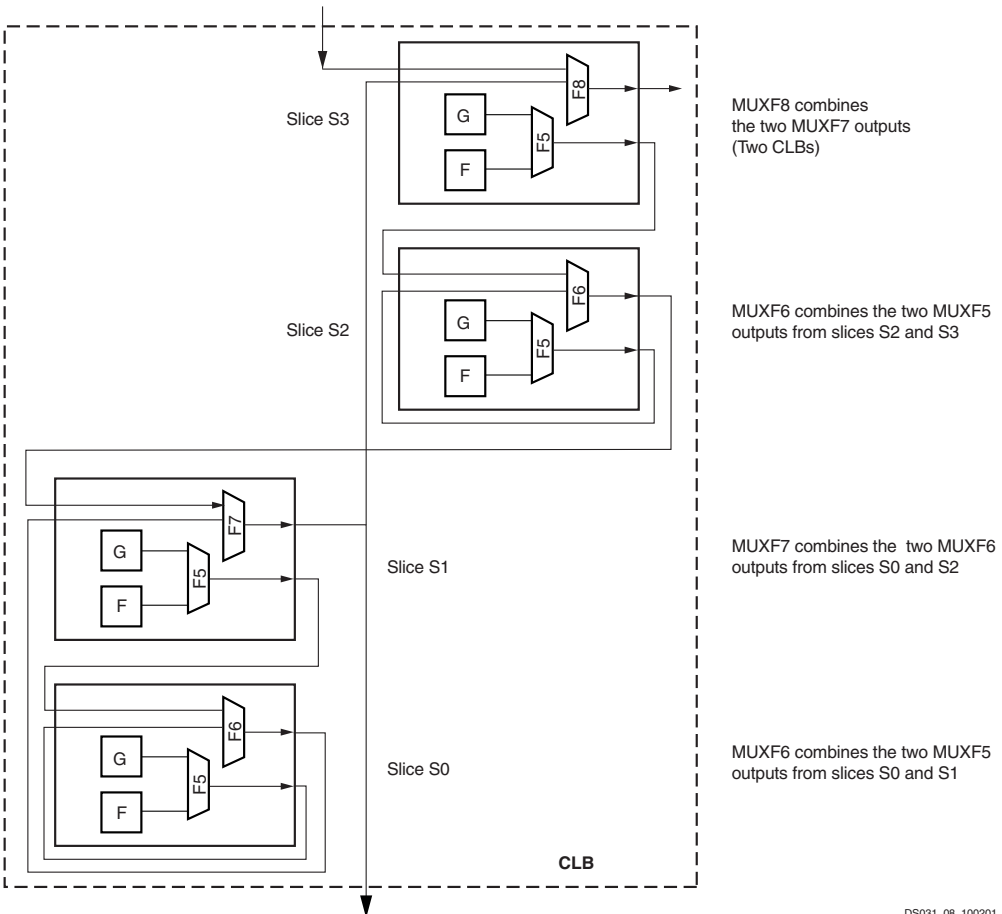 Slice S3
G
F
F5
F8
MUXF8 combines
the two MUXF7 outputs
(Two CLBs)
Slice S2
G
F
F5
F6
MUXF6 combines the two MUXF5
outputs from slices S2 and S3
G
F
F5
F7
Slice S1
MUXF7 combines the two MUXF6
outputs from slices S0 and S2
G
F
F5
F6
Slice S0
MUXF6 combines the two MUXF5
outputs from slices S0 and S1
CLB
DS031_08_100201